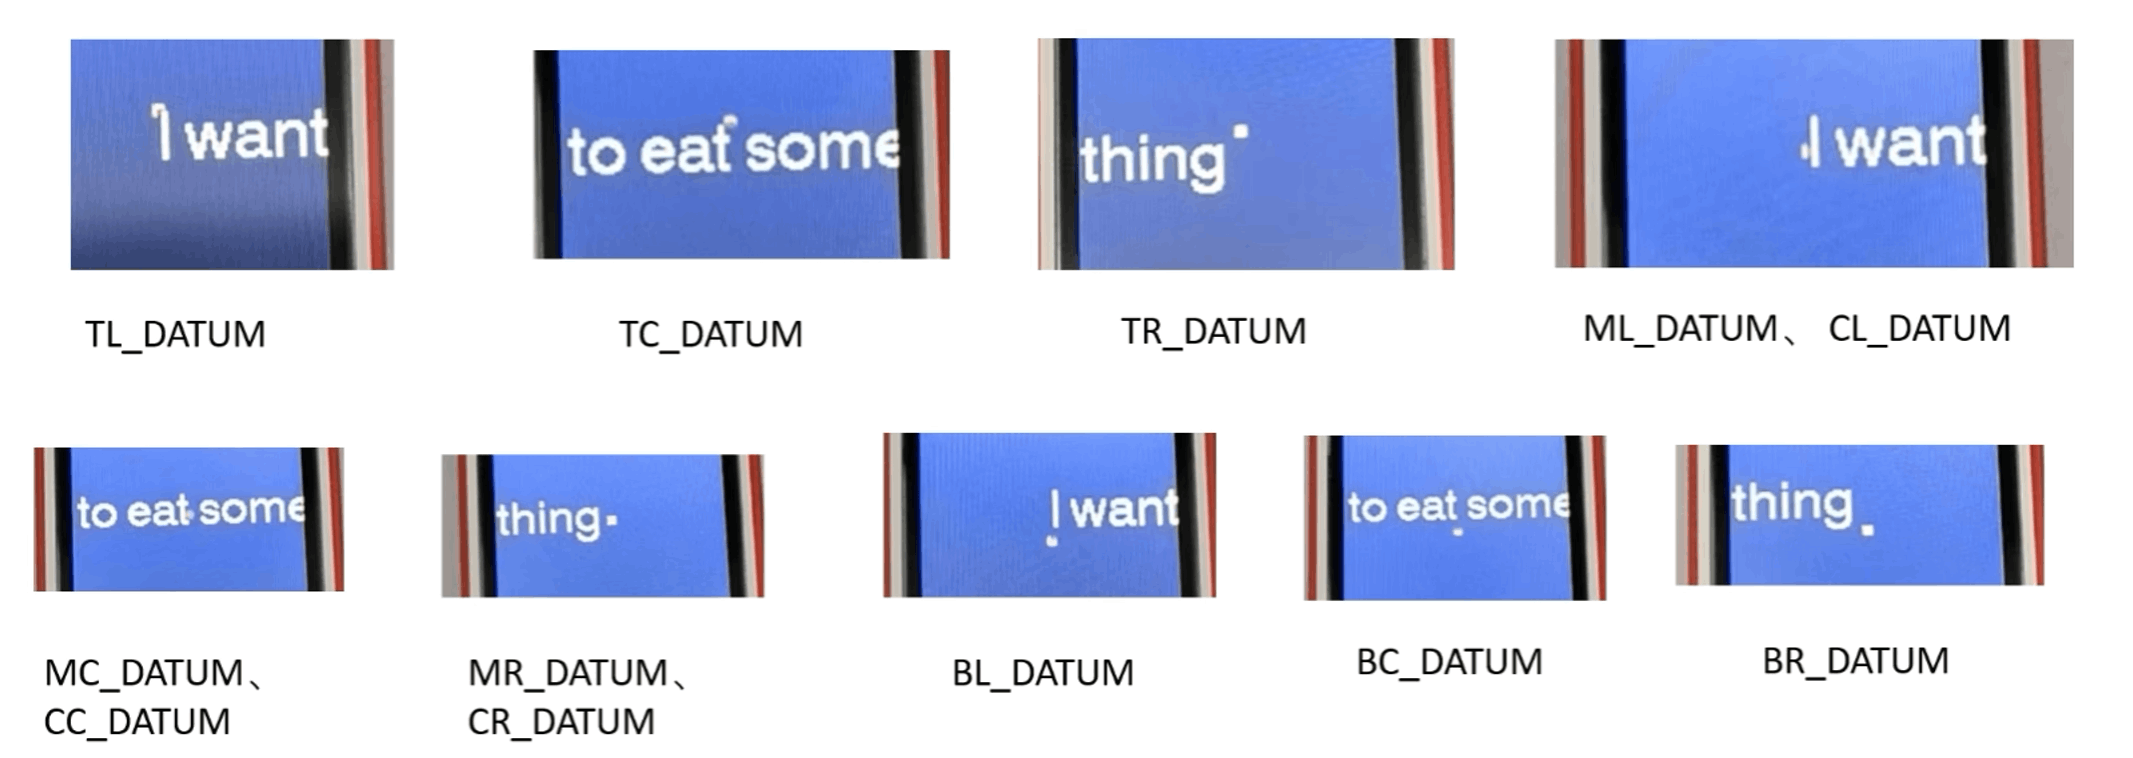 I want
to eat some
thing
I want
TL_DATUM
TC_DATUM
TR_DATUM
ML_DATUM、 CL_DATUM
to eat some
thing
I want
to eat some
thing
MC_DATUM、
CC_DATUM
MR_DATUM、
CR_DATUM
BL_DATUM
BC_DATUM
BR_DATUM